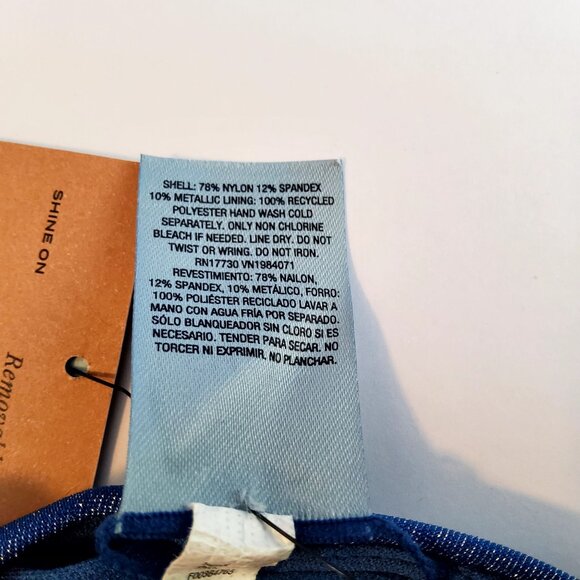 SHELL: 78% NYLON 12% SPANDEX
10% METALLIC LINING: 100% RECYCLED
POLYESTER HAND WASH COLD
SEPARATELY. ONLY NON CHLORINE
BLEACH IF NEEDED. LINE DRY. DO NOT
TWIST OR WRING. DO NOT IRON.
RN17730 VN1984071
REVESTIMIENTO: 78% NAILON,
12% SPANDEX, 10% METÁLICO, FORRO:
100% POLIÉSTER RECICLADO LAVAR A
MANO CON AGUA FRÍA POR SEPARADO.
SÓLO BLANQUEADOR SIN CLORO SI ES
NECESARIO. TENDER PARA SECAR. NO
TORCER NI EXPRIMIR. NO PLANCHAR.
SHINE ON